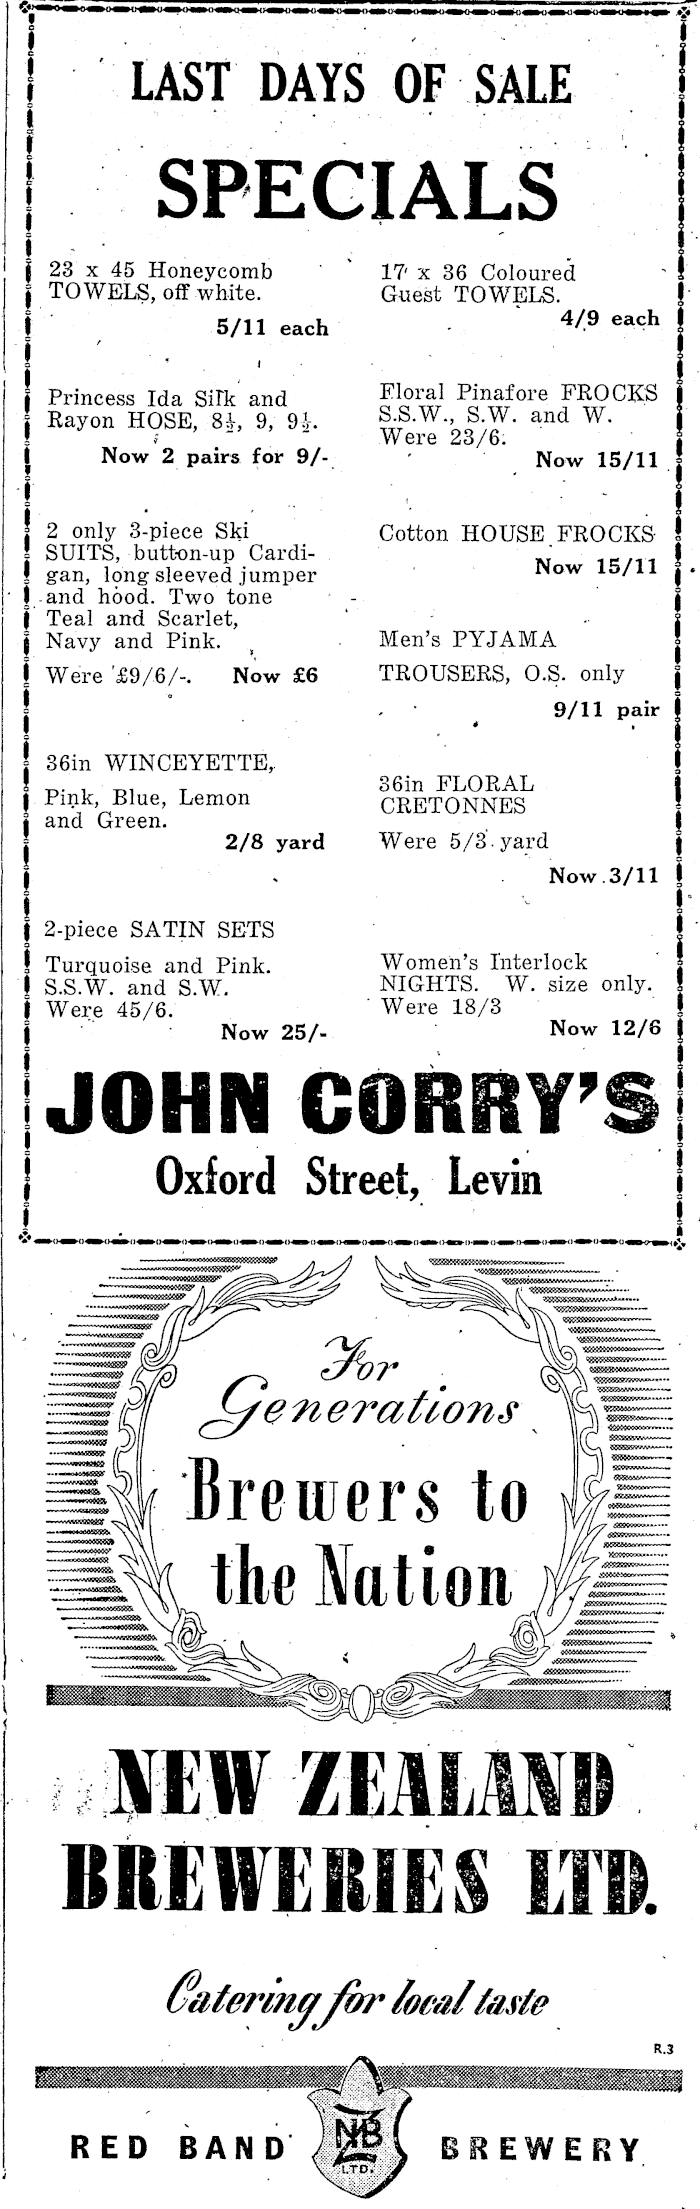 LAST DAYS OF SALE
SPECIALS
23 x 45 Honeycomb
TOWELS, off white.
5/11 each
Princess Ida Silk and
Rayon HOSE, 8½, 9, 9½.
Now 2 pairs for 9/-
2 only 3-piece Ski
SUITS, button-up Cardi-
gan, long sleeved jumper
and hood. Two tone
Teal and Scarlet,
Navy and Pink.
Were £9/6/-. Now £6
36in WINCEYETTE,
Pink, Blue, Lemon
and Green.
2/8 yard
2-piece SATIN SETS
Turquoise and Pink.
S.S.W. and S.W.
Were 45/6.
Now 25/-
17 x 36 Coloured
Guest TOWELS.
4/9 each
Floral Pinafore FROCKS
S.S.W., S.W. and W.
Were 23/6.
Now 15/11
Cotton HOUSE FROCKS
Now 15/11
Men's PYJAMA
TROUSERS, O.S. only
9/11 pair
36in FLORAL
CRETONNES
Were 5/3 yard
Now 3/11
Women's Interlock
NIGHTS. W. size only.
Were 18/3
Now 12/6
JOHN CORRY'S
Oxford Street, Levin
For
Generations
Brewers to
the Nation
NEW ZEALAND
BREWERIES LTD.
Catering for local taste
R.3
RED BAND NZB LTD. BREWERY